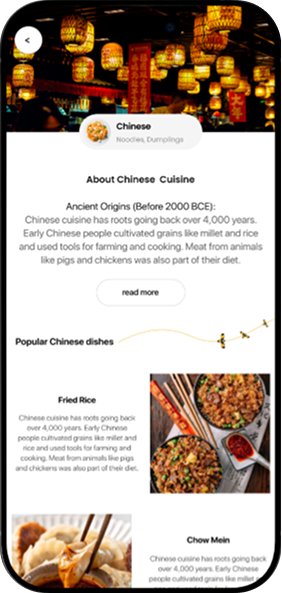 <
Chinese
Noodles, Dumplings
About Chinese Cuisine
Ancient Origins (Before 2000 BCE):
Chinese cuisine has roots going back over 4,000 years.
Early Chinese people cultivated grains like millet and rice
and used tools for farming and cooking. Meat from animals
like pigs and chickens was also part of their diet.
read more
Popular Chinese dishes
Fried Rice
Chinese cuisine has roots going back
over 4,000 years. Early Chinese
people cultivated grains like millet and
rice and used tools for farming and
cooking. Meat from animals like pigs
and chickens was also part of their diet.
Chow Mein
Chinese cuisine has roots going back
over 4,000 years. Early Chinese
people cultivated grains like millet and